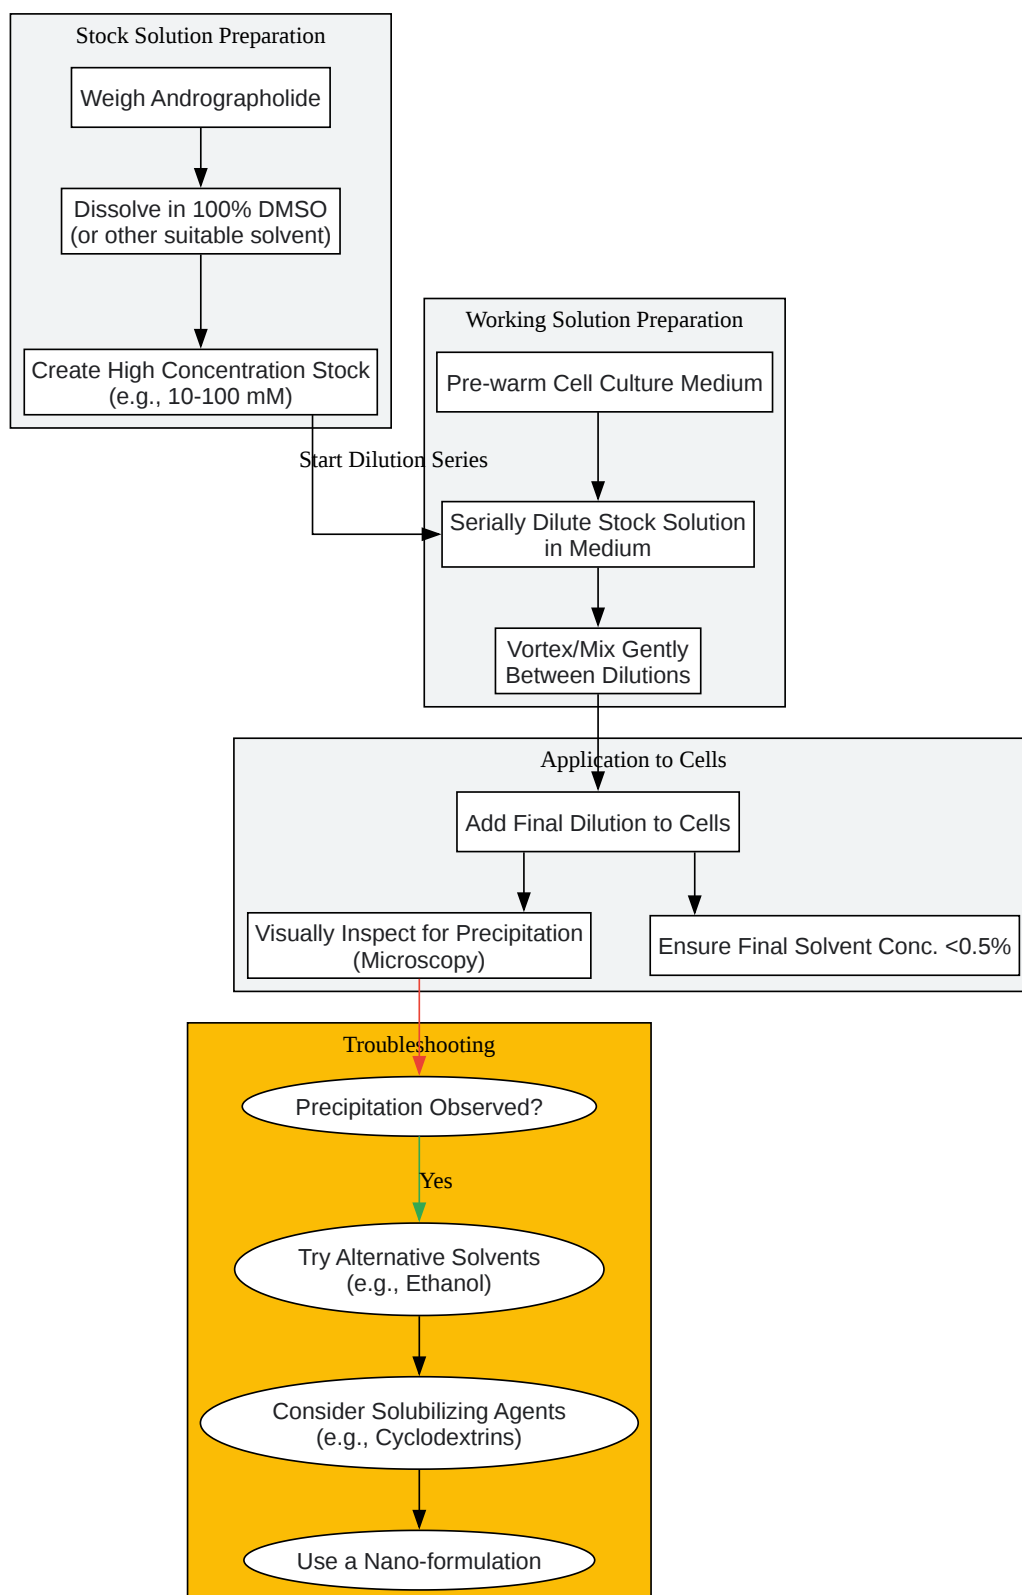 Stock Solution Preparation
Weigh Andrographolide
Dissolve in 100% DMSO
(or other suitable solvent)
Create High Concentration Stock
(e.g., 10-100 mM)
Start Dilution Series
Working Solution Preparation
Pre-warm Cell Culture Medium
Serially Dilute Stock Solution
in Medium
Vortex/Mix Gently
Between Dilutions
Application to Cells
Add Final Dilution to Cells
Visually Inspect for Precipitation
(Microscopy)
Ensure Final Solvent Conc. <0.5%
Troubleshooting
Precipitation Observed?
Yes
Try Alternative Solvents
(e.g., Ethanol)
Consider Solubilizing Agents
(e.g., Cyclodextrins)
Use a Nano-formulation